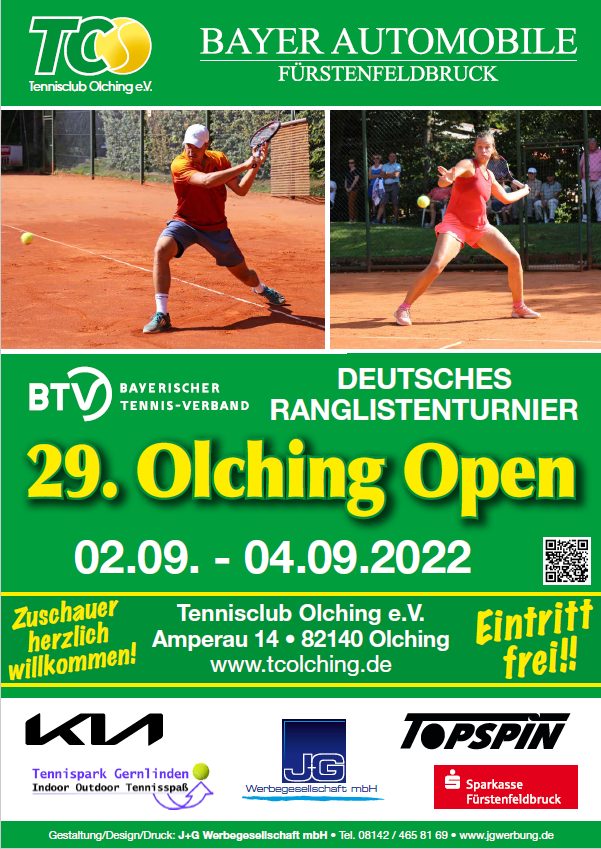 TCO
Tennisclub Olching e.V.
BAYER AUTOMOBILE
FÜRSTENFELDBRUCK
BTV
BAYERISCHER
TENNIS-VERBAND
DEUTSCHES
RANGLISTENTURNIER
29. Olching Open
02.09. - 04.09.2022
Zuschauer
herzlich
willkommen!
Tennisclub Olching e.V.
Amperau 14 • 82140 Olching
www.tcolching.de
Eintritt
frei!!
KIA
J+G
Werbegesellschaft mbH
TOPSPIN
Tennispark Gernlinden
Indoor Outdoor Tennisspaß
Sparkasse
Fürstenfeldbruck
Gestaltung/Design/Druck: J+G Werbegesellschaft mbH • Tel. 08142 / 465 81 69 • www.jgwerbung.de